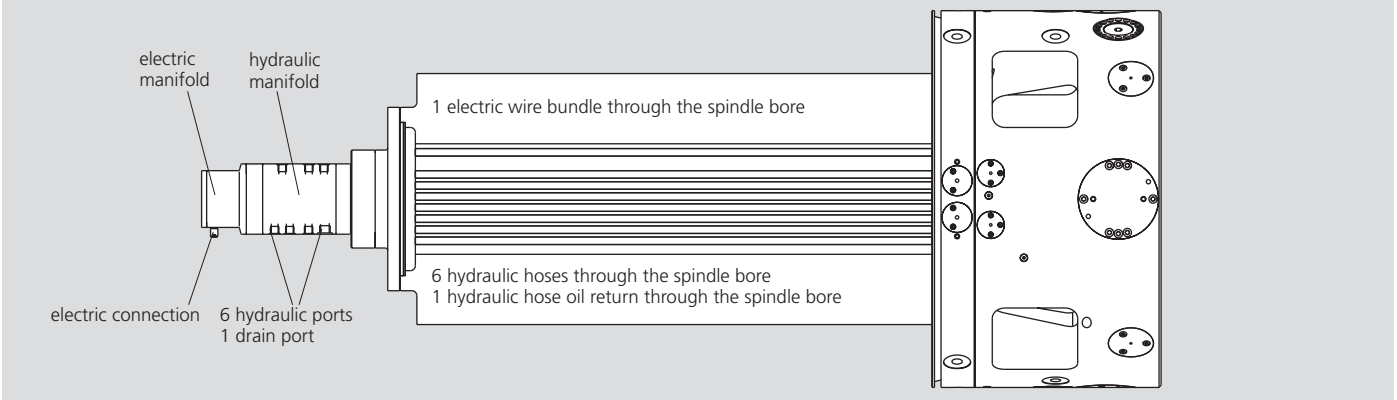 electric
manifold
hydraulic
manifold
1 electric wire bundle through the spindle bore
6 hydraulic hoses through the spindle bore
1 hydraulic hose oil return through the spindle bore
electric connection
6 hydraulic ports
1 drain port